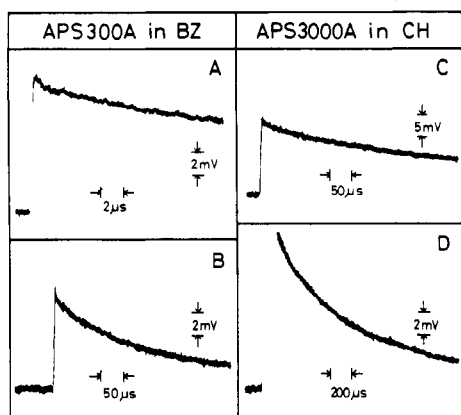 APS300A in BZ
APS3000A in CH
A
2mV
2μs
C
5mV
50μs
B
2mV
50μs
D
2mV
200μs